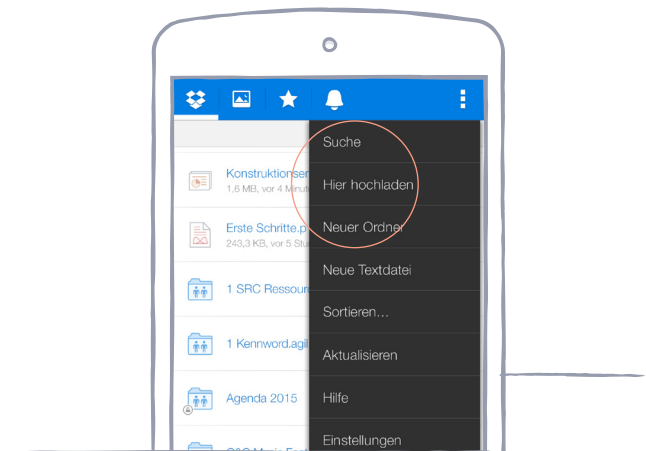 Suche
Konstruktionser
1,6 MB, vor 4 Minut
Hier hochladen
Erste Schritte.p
243,3 KB, vor 5 Stu
Neuer Ordner
Neue Textdatei
1 SRC Ressour
Sortieren...
1 Kennword.agil
Aktualisieren
Agenda 2015
Hilfe
Einstellungen